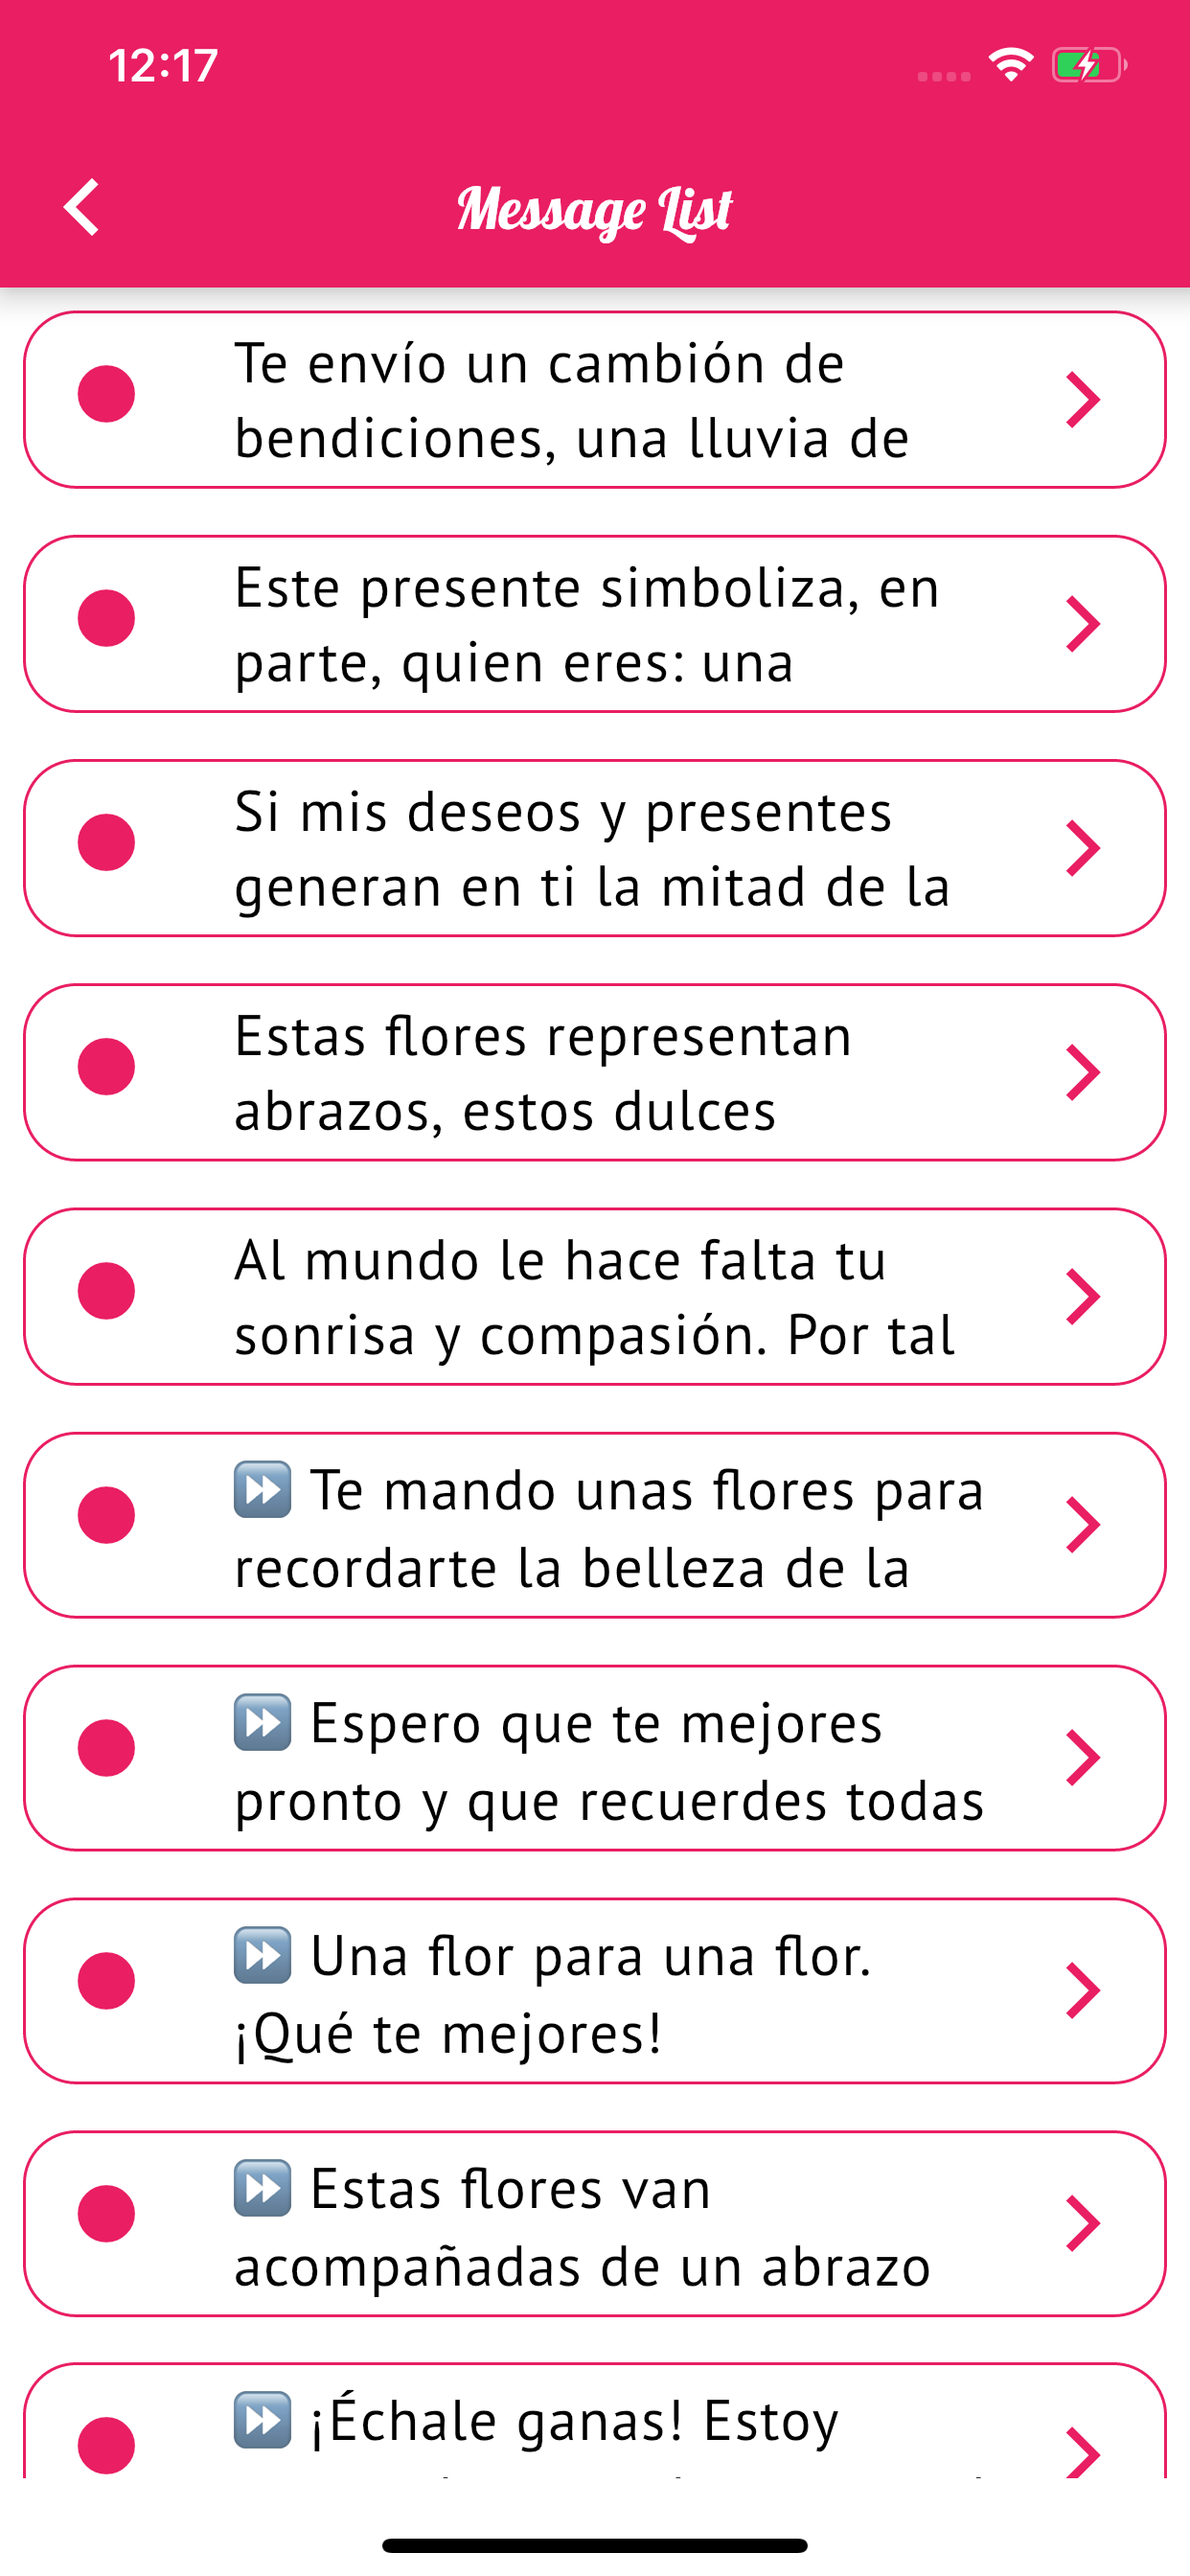 12:17
Message List
Te envío un cambión de
bendiciones, una lluvia de
Este presente simboliza, en
parte, quien eres: una
Si mis deseos y presentes
generan en ti la mitad de la
Estas flores representan
abrazos, estos dulces
Al mundo le hace falta tu
sonrisa y compasión. Por tal
⏩ Te mando unas flores para
recordarte la belleza de la
⏩ Espero que te mejores
pronto y que recuerdes todas
⏩ Una flor para una flor.
¡Qué te mejores!
⏩ Estas flores van
acompañadas de un abrazo
⏩ ¡Échale ganas! Estoy